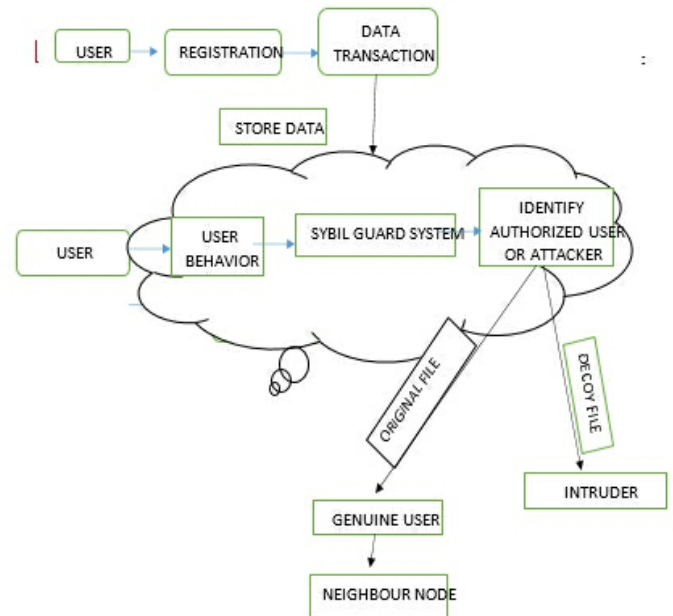 USER
REGISTRATION
DATA
TRANSACTION
:
STORE DATA
USER
USER
BEHAVIOR
SYBIL GUARD SYSTEM
IDENTIFY
AUTHORIZED USER
OR ATTACKER
ORIGINAL FILE
DECOY FILE
INTRUDER
GENUINE USER
NEIGHBOUR NODE